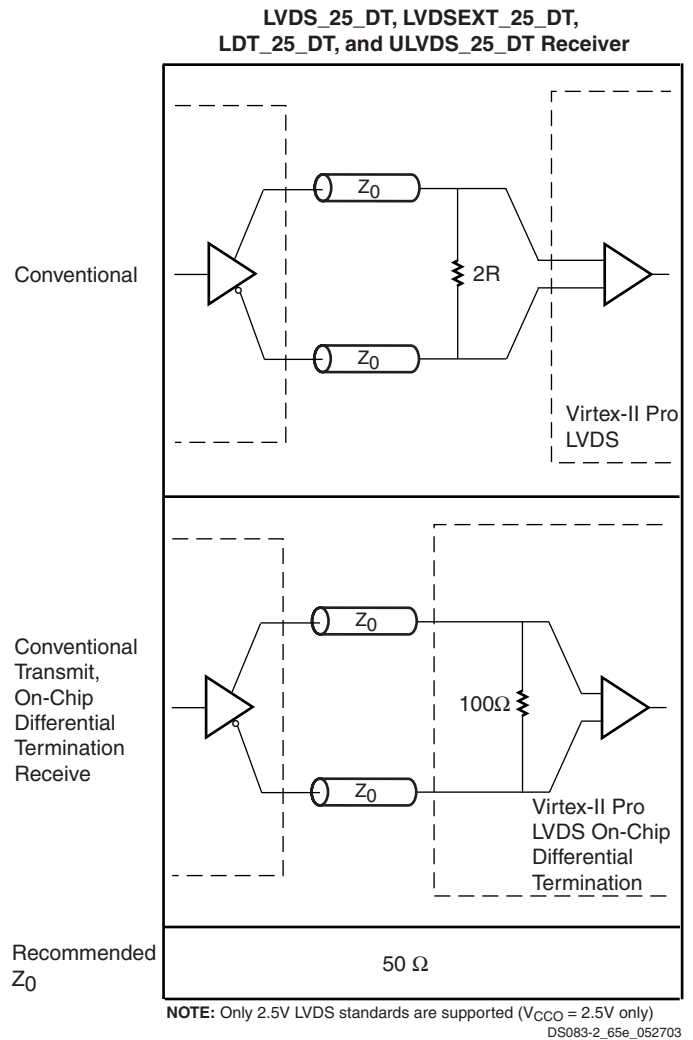 LVDS_25_DT, LVDSEXT_25_DT,
LDT_25_DT, and ULVDS_25_DT Receiver
Conventional
Z0
2R
Z0
Virtex-II Pro
LVDS
Conventional
Transmit,
On-Chip
Differential
Termination
Receive
Z0
100Ω
Z0
Virtex-II Pro
LVDS On-Chip
Differential
Termination
Recommended
Z0
50 Ω
NOTE: Only 2.5V LVDS standards are supported (VCCO = 2.5V only)
DS083-2_65e_052703